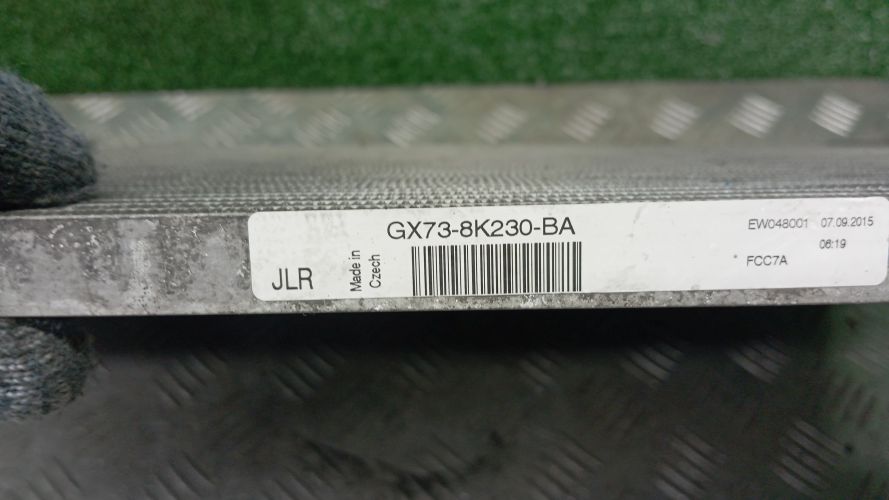 GX73-8K230-BA
JLR
Made in
Czech
EW048001 07.09.2015
06:19
* FCC7A